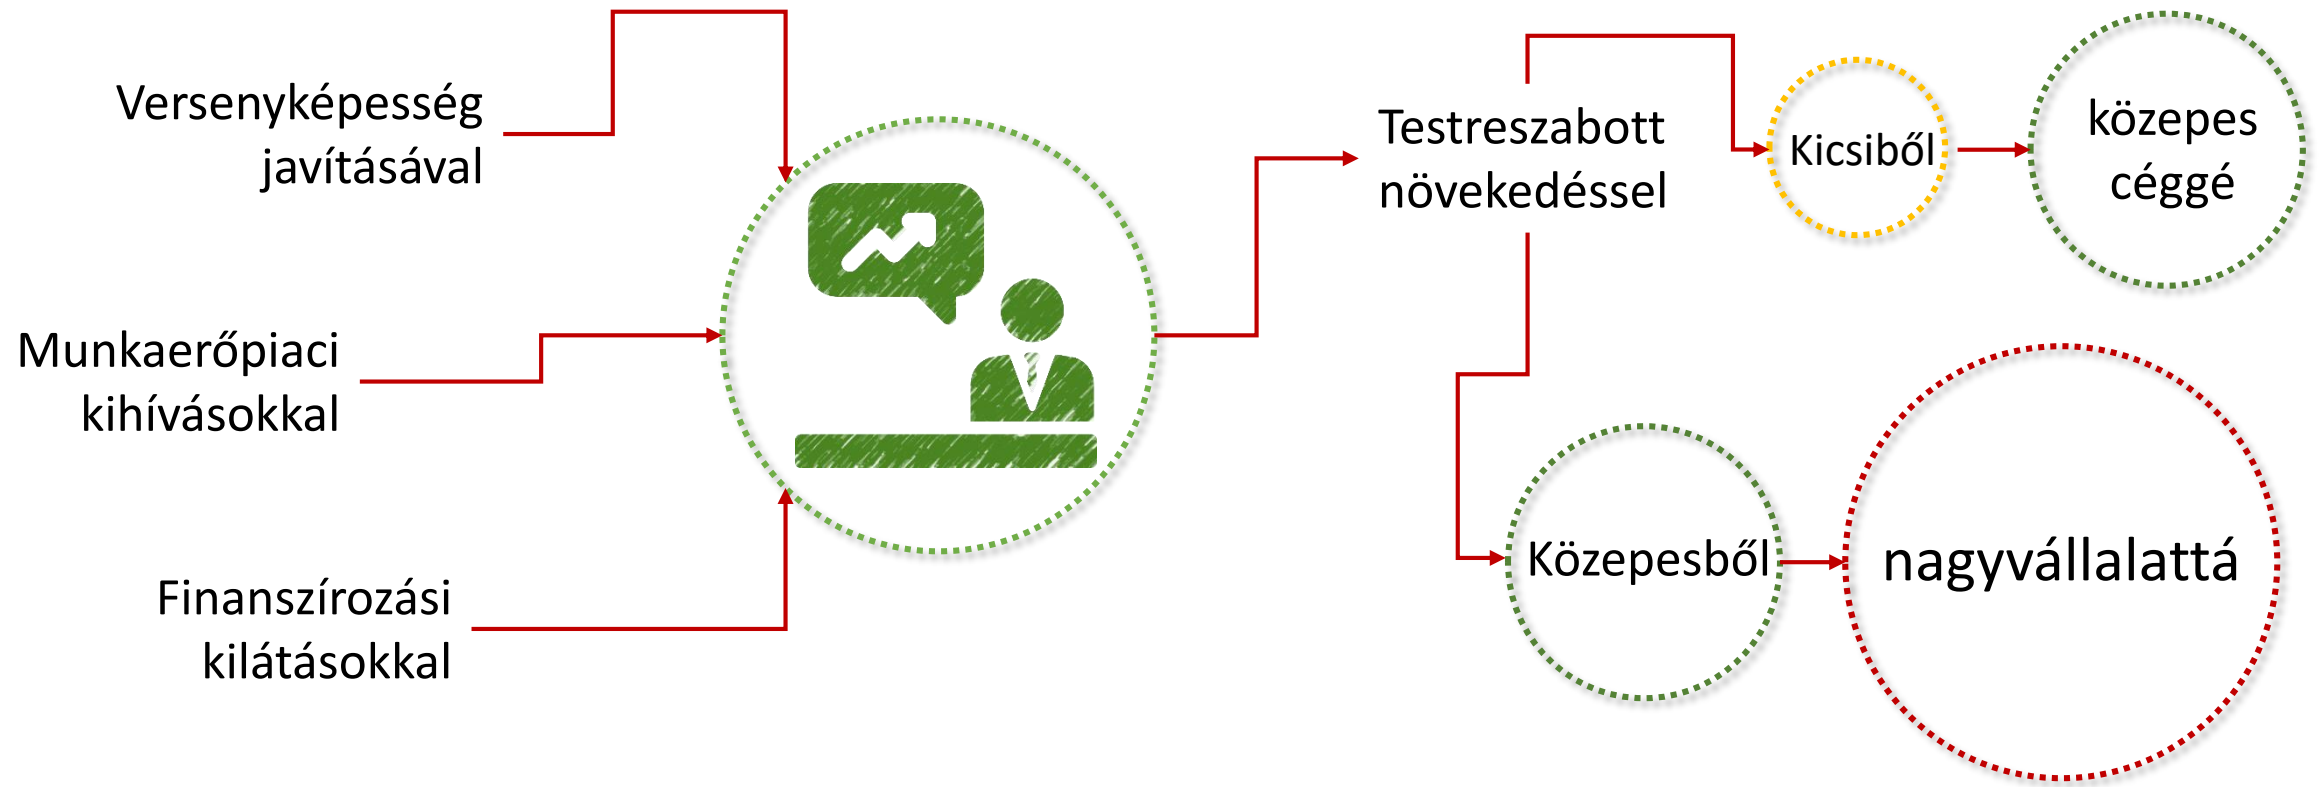 Versenyképesség
javításával
Munkaerőpiaci
kihívásokkal
Finanszírozási
kilátásokkal
Testreszabott
növekedéssel
Kicsiből
közepes
céggé
Közepesből
nagyvállalattá